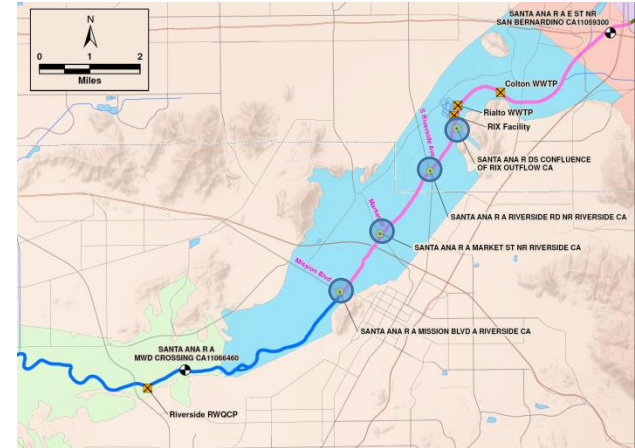 SANTA ANA R A E ST NR
SAN BERNARDINO CA11059300
N
0 1 2
Miles
Colton WWTP
Rialto WWTP
RIX Facility
S Riverside Ave
SANTA ANA R DS CONFLUENCE
OF RIX OUTFLOW CA
SANTA ANA R A RIVERSIDE RD NR RIVERSIDE CA
SANTA ANA R A MARKET ST NR RIVERSIDE CA
Mission Blvd
SANTA ANA R A MISSION BLVD A RIVERSIDE CA
SANTA ANA R A
MWD CROSSING CA11066460
Riverside RWQCP